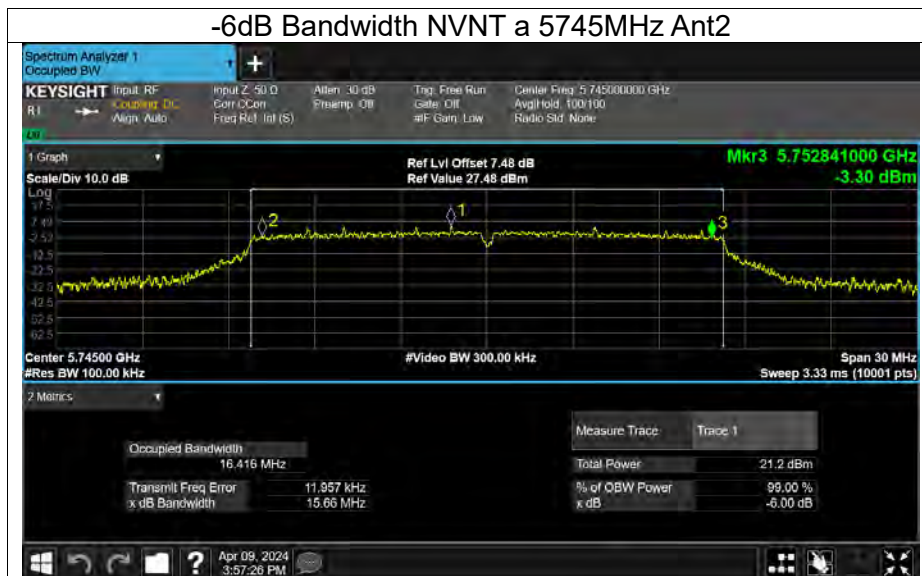 -6dB Bandwidth NVNT a 5745MHz Ant2
Spectrum Analyzer 1
Occupied BW
+
KEYSIGHT Input: RF Input Z: 50 Ω Atten: 30 dB Trig: Free Run Center Freq: 5.745000000 GHz
RL Coupling: DC Corr CCorr Preamp: Off Gate: Off Avg|Hold: 100/100
Align: Auto Freq Ref: Int (S) #IF Gain: Low Radio Std: None
1 Graph Ref Lvl Offset 7.48 dB Mkr3 5.752841000 GHz
Scale/Div 10.0 dB Ref Value 27.48 dBm -3.30 dBm
Log
17.5
7.48
-2.52
-12.5
-22.5
-32.5
-42.5
-52.5
-62.5
2
1
3
Center 5.74500 GHz #Video BW 300.00 kHz Span 30 MHz
#Res BW 100.00 kHz Sweep 3.33 ms (10001 pts)
2 Metrics
Measure Trace Trace 1
Occupied Bandwidth
16.416 MHz Total Power 21.2 dBm
Transmit Freq Error 11.957 kHz % of OBW Power 99.00 %
x dB Bandwidth 15.66 MHz x dB -6.00 dB
? Apr 09, 2024
3:57:26 PM